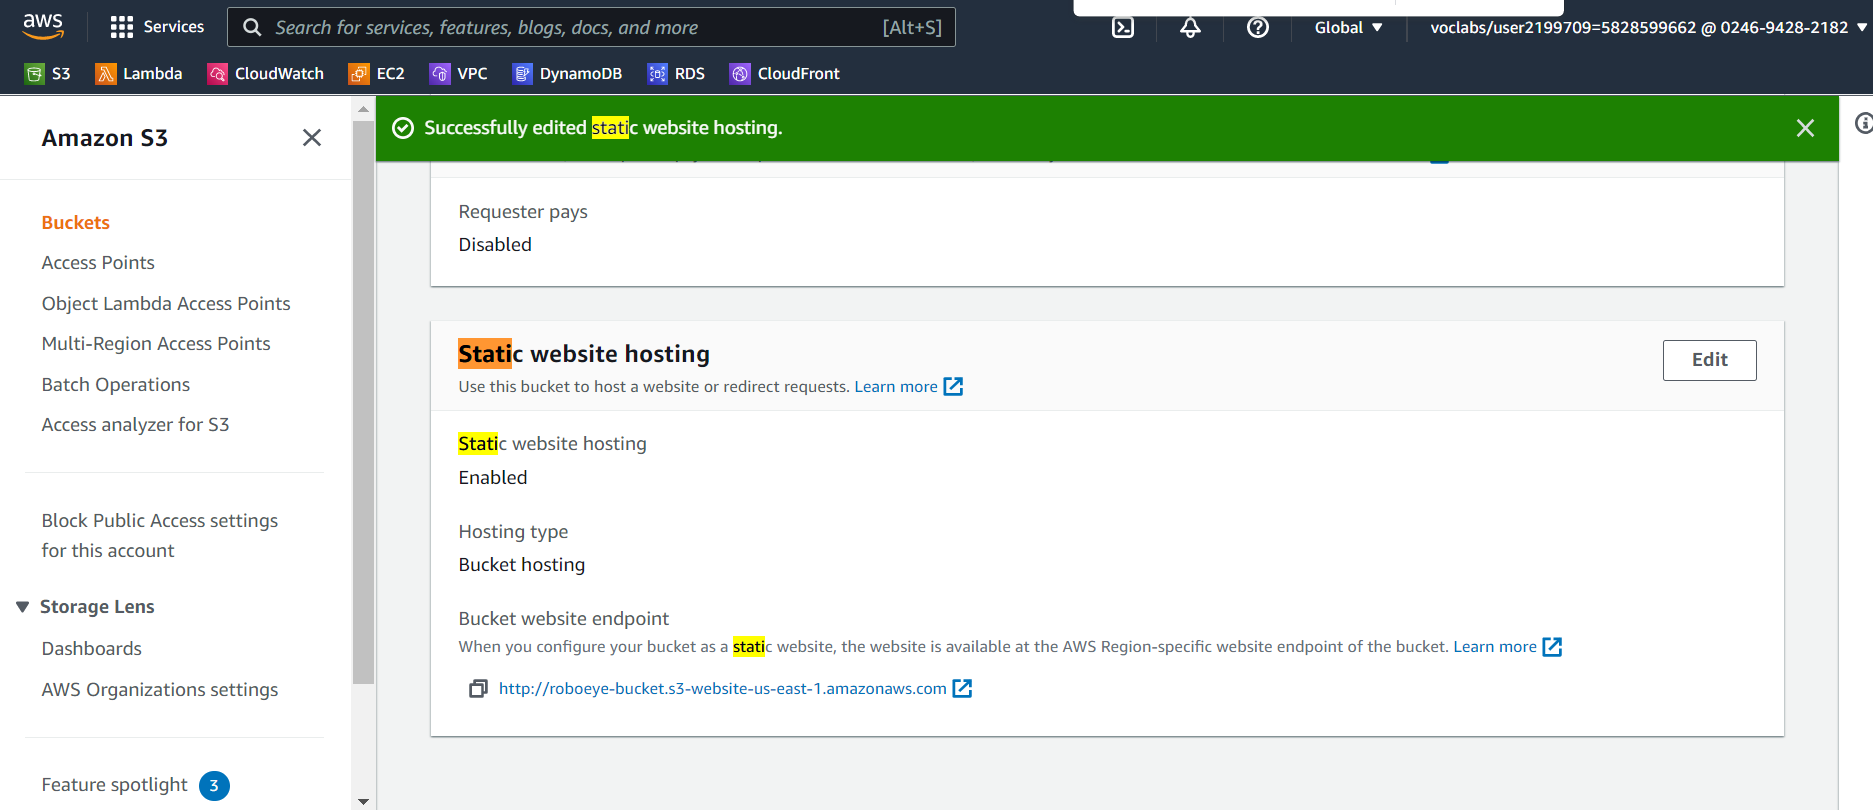 aws
Services
Search for services, features, blogs, docs, and more
[Alt+S]
Global
voclabs/user2199709=5828599662 @ 0246-9428-2182
S3
Lambda
CloudWatch
EC2
VPC
DynamoDB
RDS
CloudFront
Amazon S3
Buckets
Access Points
Object Lambda Access Points
Multi-Region Access Points
Batch Operations
Access analyzer for S3
Block Public Access settings
for this account
Storage Lens
Dashboards
AWS Organizations settings
Feature spotlight 3
Successfully edited static website hosting.
Requester pays
Disabled
Static website hosting
Edit
Use this bucket to host a website or redirect requests. Learn more
Static website hosting
Enabled
Hosting type
Bucket hosting
Bucket website endpoint
When you configure your bucket as a static website, the website is available at the AWS Region-specific website endpoint of the bucket. Learn more
http://roboeye-bucket.s3-website-us-east-1.amazonaws.com